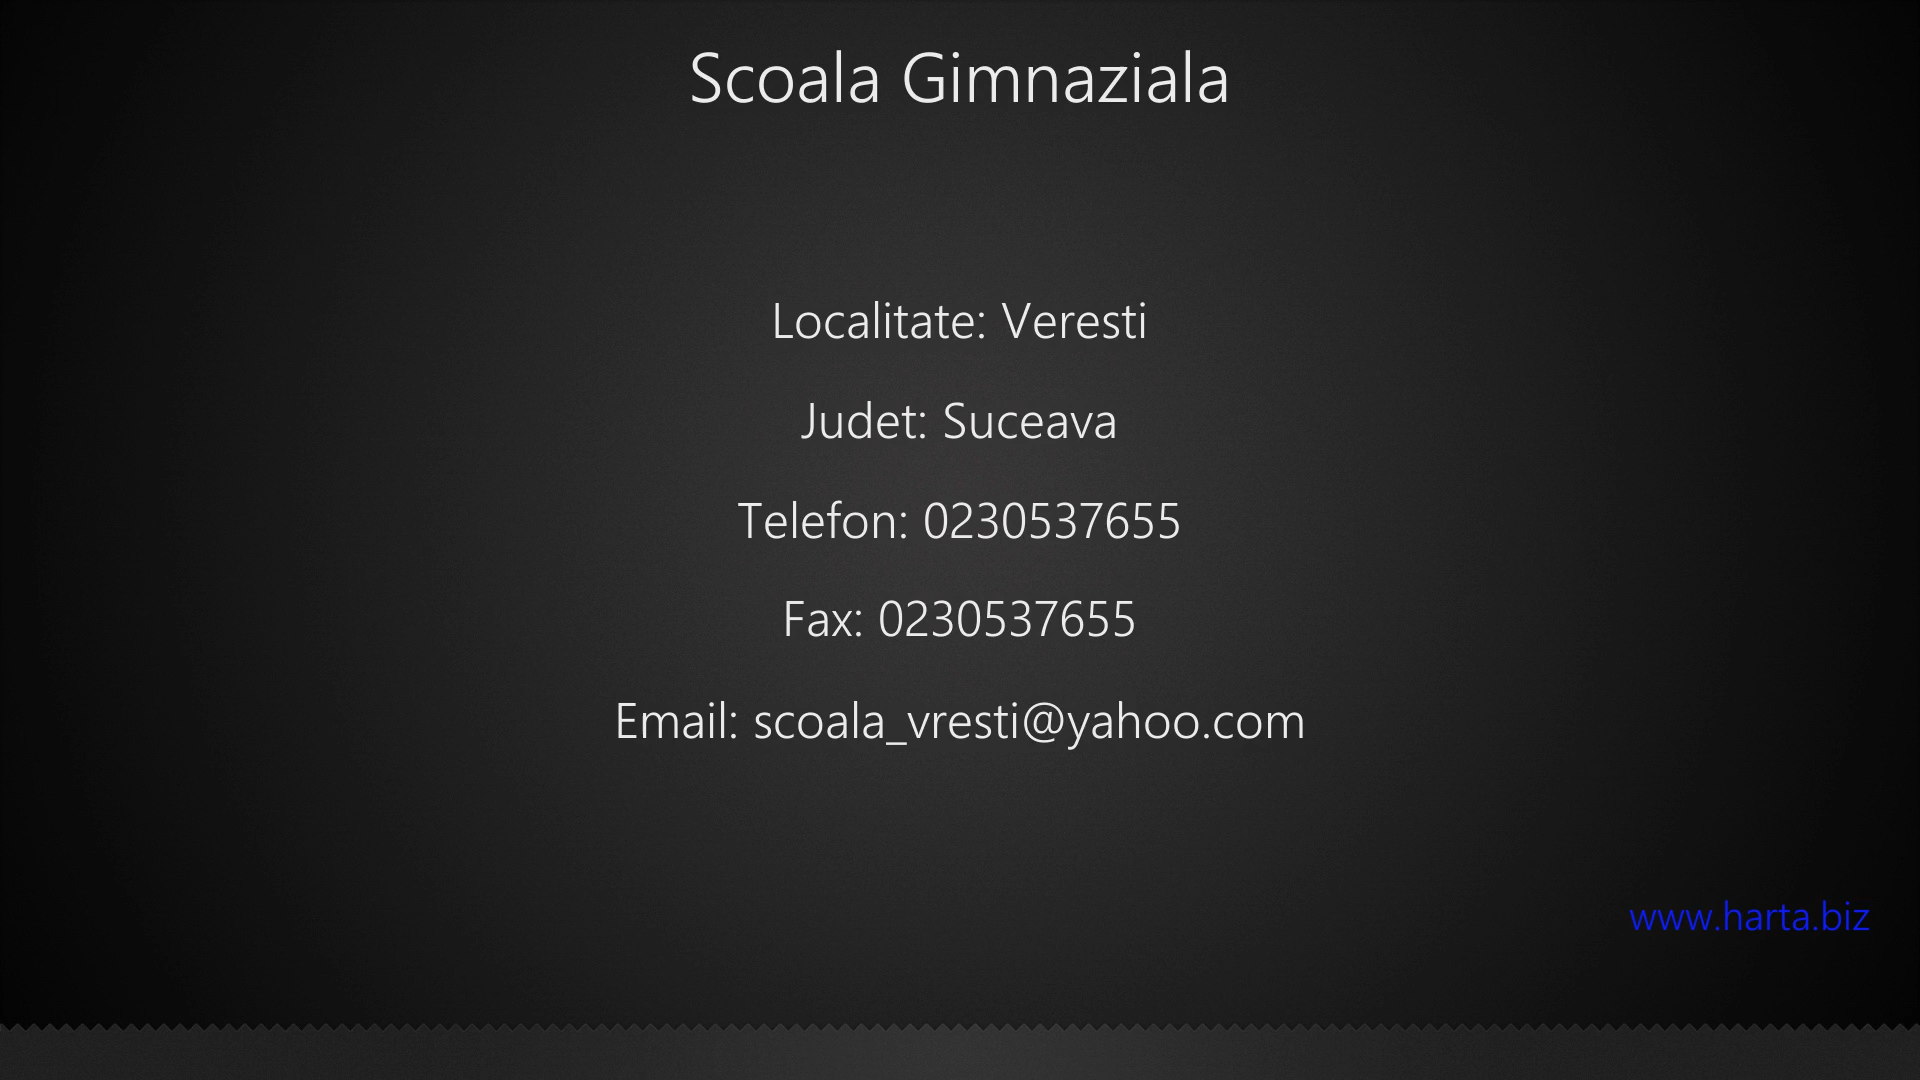 Scoala Gimnaziala
Localitate: Veresti
Judet: Suceava
Telefon: 0230537655
Fax: 0230537655
Email: scoala_vresti@yahoo.com
www.harta.biz